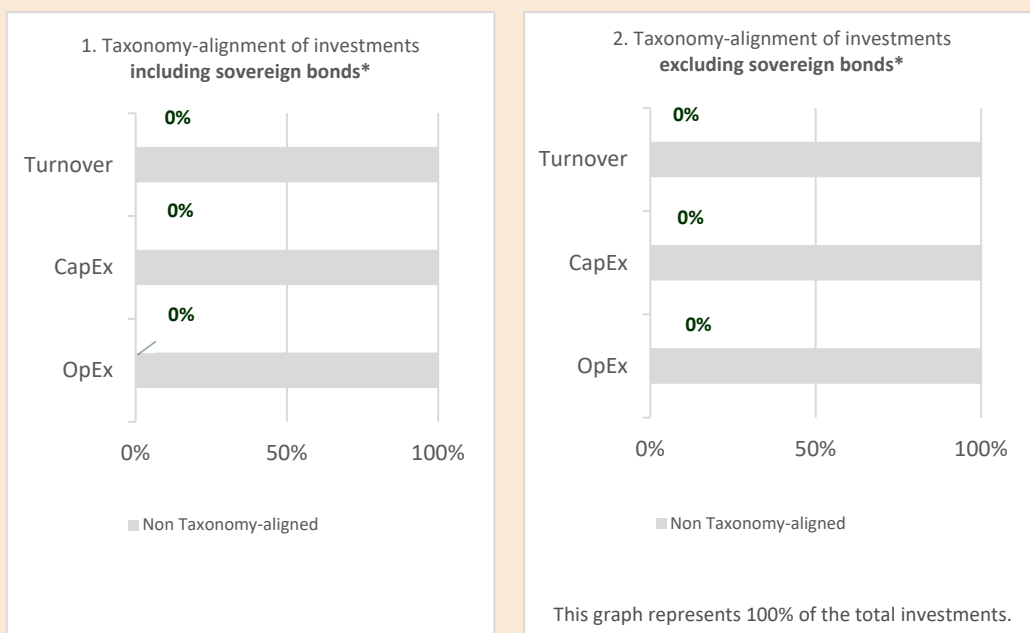 1. Taxonomy-alignment of investments
including sovereign bonds*
0%
Turnover
0%
CapEx
0%
OpEx
0% 50% 100%
Non Taxonomy-aligned
2. Taxonomy-alignment of investments
excluding sovereign bonds*
0%
Turnover
0%
CapEx
0%
OpEx
0% 50% 100%
Non Taxonomy-aligned
This graph represents 100% of the total investments.